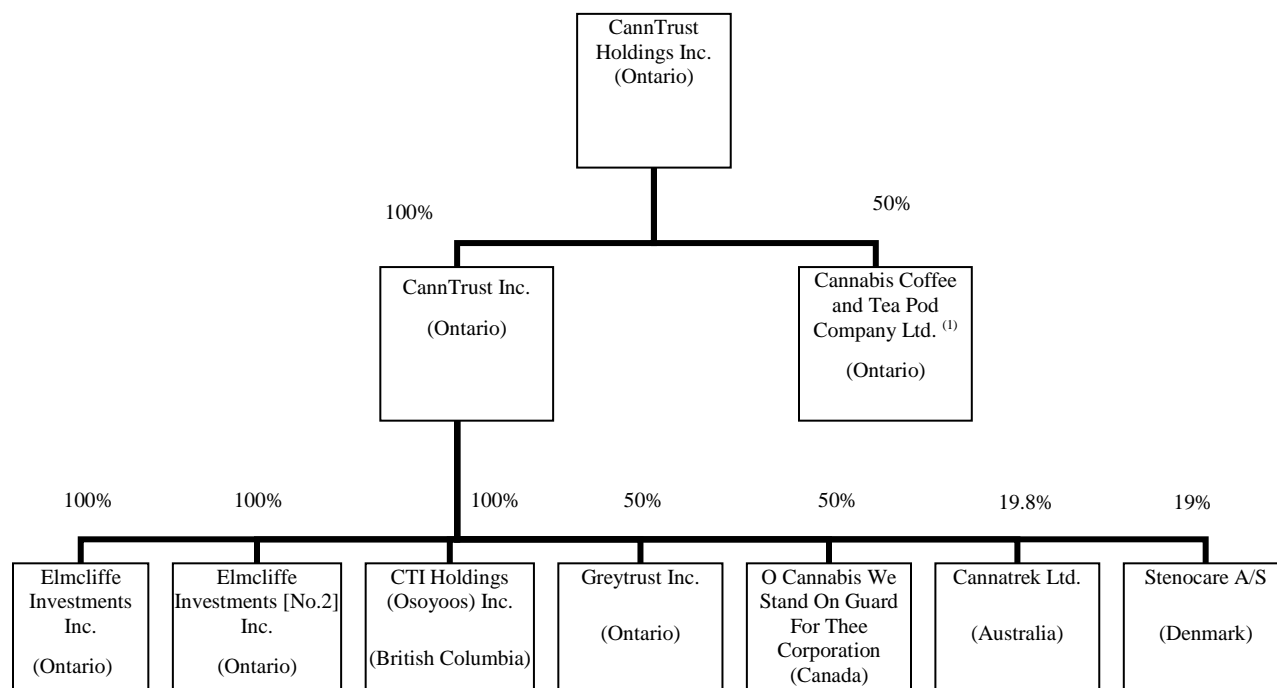 CannTrust
Holdings Inc.
(Ontario)
100%
50%
CannTrust Inc.
(Ontario)
Cannabis Coffee
and Tea Pod
Company Ltd. (1)
(Ontario)
100%
100%
100%
50%
50%
19.8%
19%
Elmcliffe
Investments
Inc.
(Ontario)
Elmcliffe
Investments [No.2]
Inc.
(Ontario)
CTI Holdings
(Osoyoos) Inc.
(British Columbia)
Greytrust Inc.
(Ontario)
O Cannabis We
Stand On Guard
For Thee
Corporation
(Canada)
Cannatrek Ltd.
(Australia)
Stenocare A/S
(Denmark)